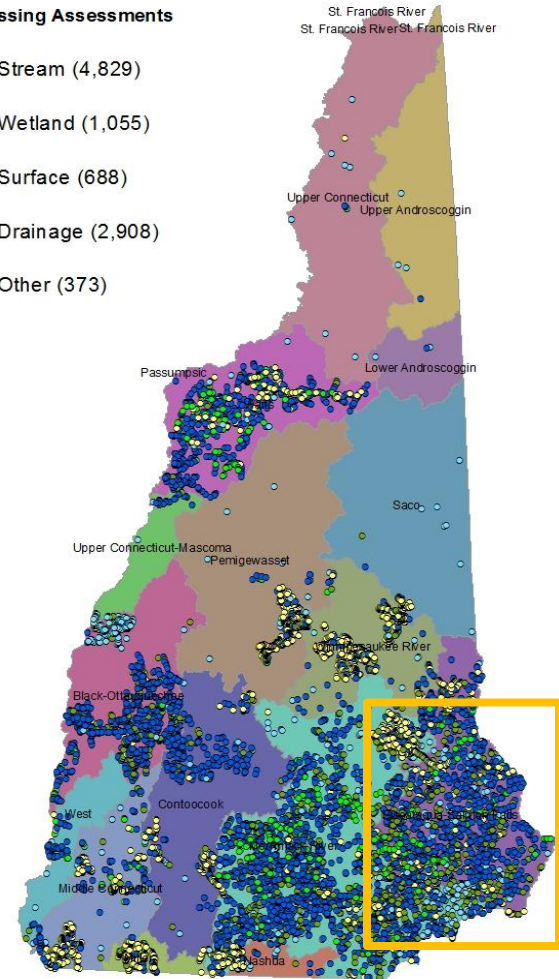 ssing Assessments
Stream (4,829)
Wetland (1,055)
Surface (688)
Drainage (2,908)
Other (373)
St. Francois River
St. Francois River
St. Francois River
Upper Connecticut
Upper Androscoggin
Passumpsic
Lower Androscoggin
Saco
Upper Connecticut-Mascoma
Pemigewasset
River
West
Contoocook
Middle Connecticut
Nashua